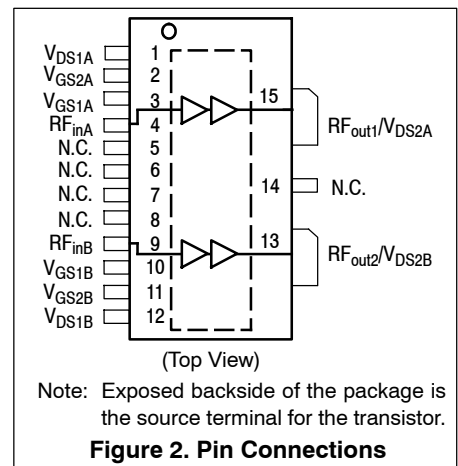 VDS1A 1
VGS2A 2
VGS1A 3 15
RFinA 4 RFout1/VDS2A
N.C. 5
N.C. 6
N.C. 7 14 N.C.
N.C. 8
RFinB 9 13
VGS1B 10 RFout2/VDS2B
VGS2B 11
VDS1B 12
(Top View)
Note: Exposed backside of the package is
the source terminal for the transistor.
Figure 2. Pin Connections